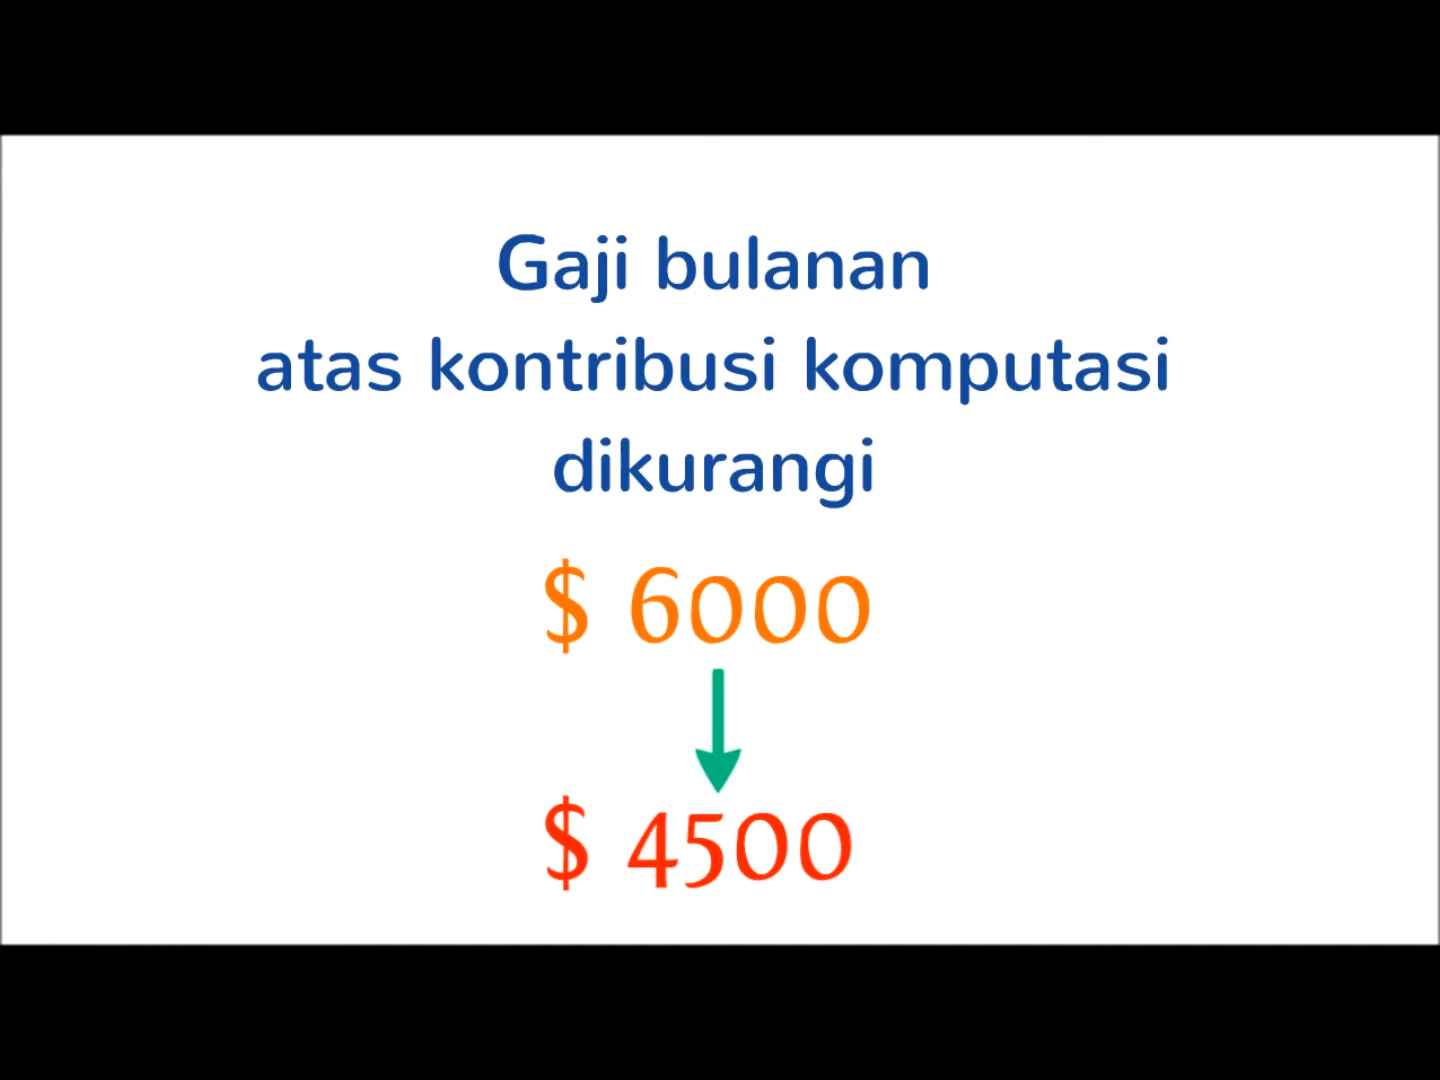 Gaji bulanan
atas kontribusi komputasi
dikurangi
$ 6000
$ 4500